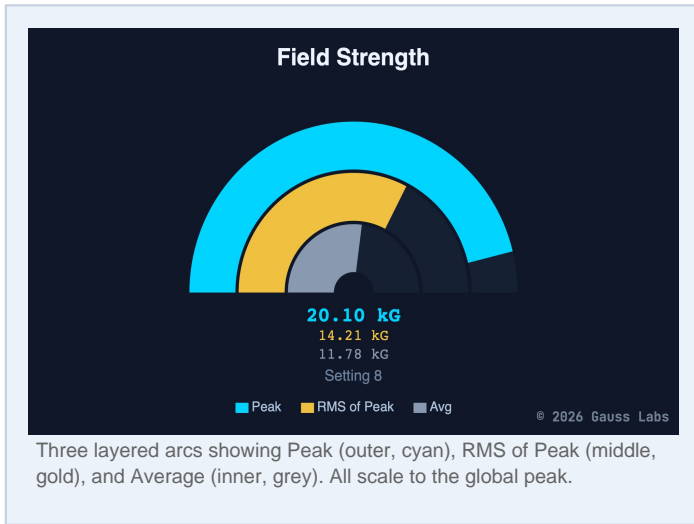 Field Strength
20.10 kG
14.21 kG
11.78 kG
Setting 8
Peak RMS of Peak Avg
© 2026 Gauss Labs
Three layered arcs showing Peak (outer, cyan), RMS of Peak (middle,
gold), and Average (inner, grey). All scale to the global peak.